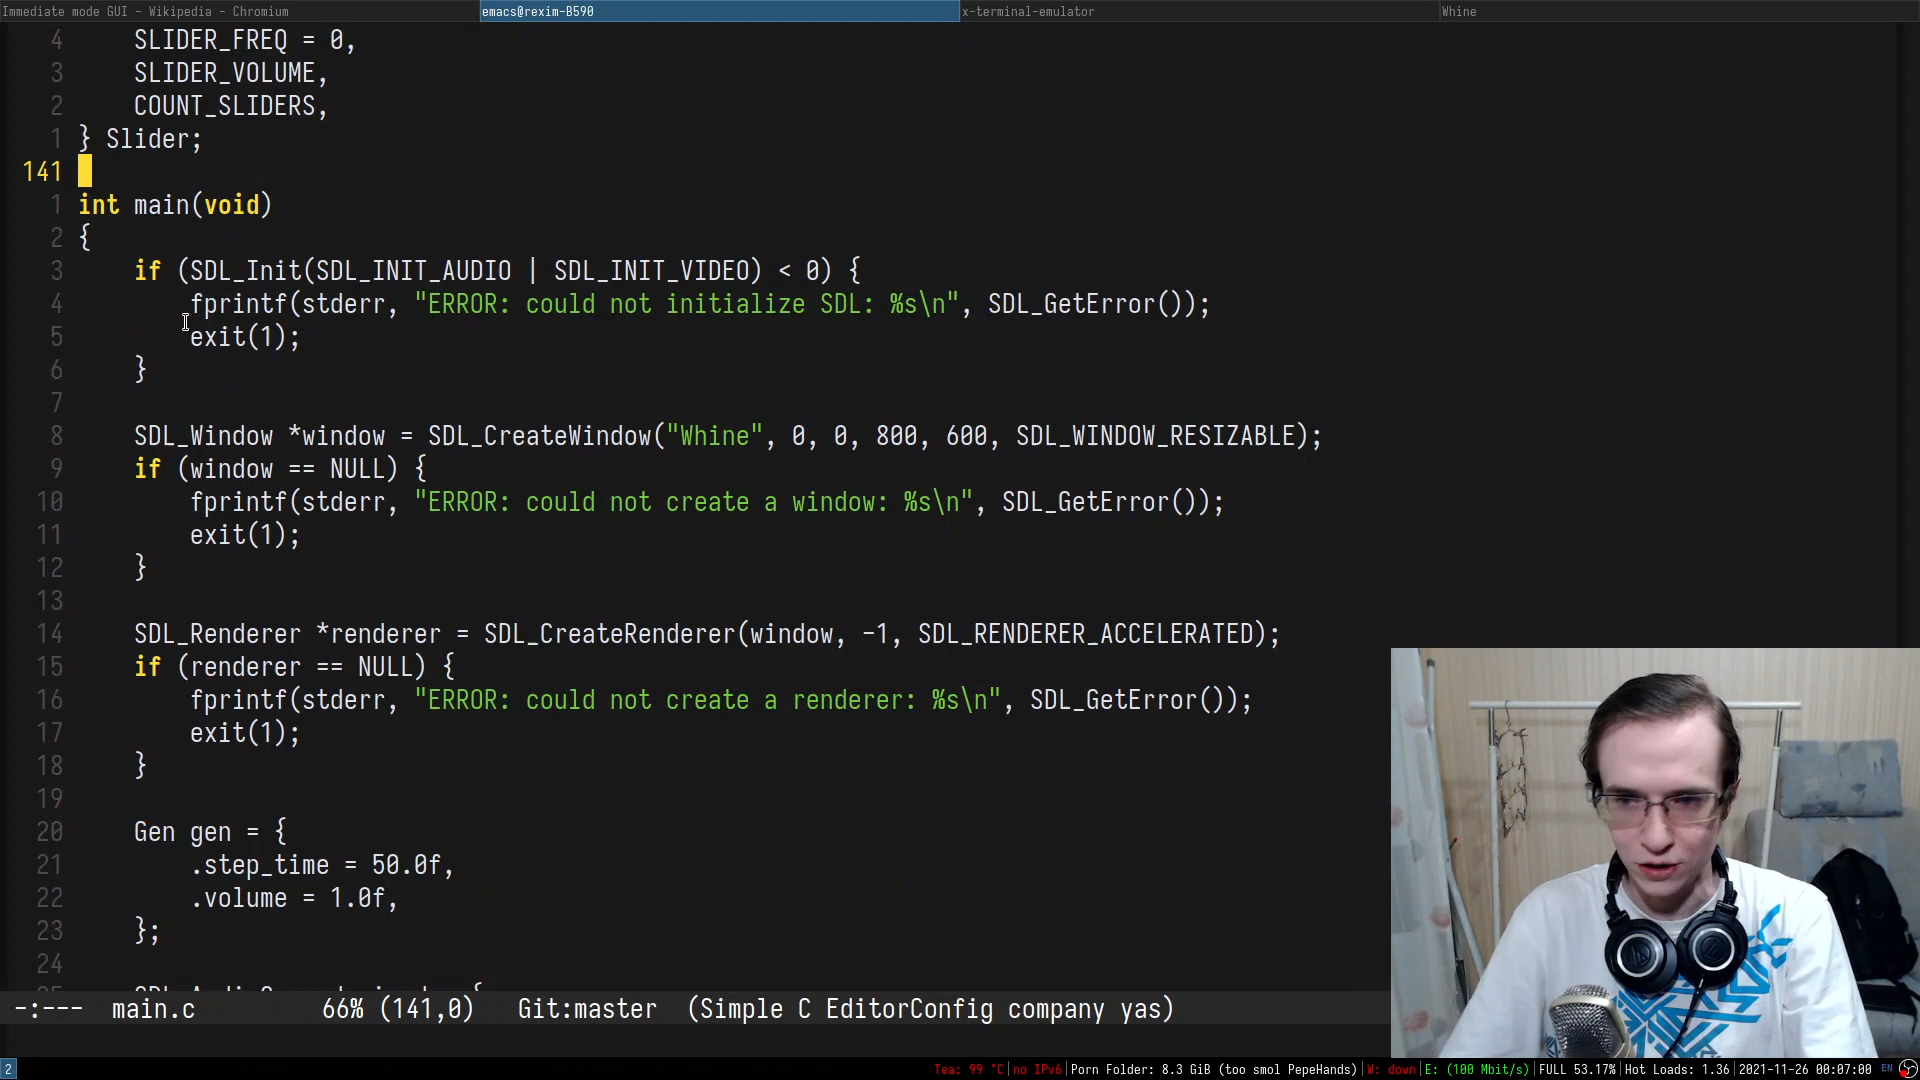 Immediate mode GUI - Wikipedia - Chromium
emacs@rexim-B590
x-terminal-emulator
Whine
4 SLIDER_FREQ = 0,
3 SLIDER_VOLUME,
2 COUNT_SLIDERS,
1 } Slider;
141
1 int main(void)
2 {
3 if (SDL_Init(SDL_INIT_AUDIO | SDL_INIT_VIDEO) < 0) {
4 fprintf(stderr, "ERROR: could not initialize SDL: %s\n", SDL_GetError());
5 exit(1);
6 }
7
8 SDL_Window *window = SDL_CreateWindow("Whine", 0, 0, 800, 600, SDL_WINDOW_RESIZABLE);
9 if (window == NULL) {
10 fprintf(stderr, "ERROR: could not create a window: %s\n", SDL_GetError());
11 exit(1);
12 }
13
14 SDL_Renderer *renderer = SDL_CreateRenderer(window, -1, SDL_RENDERER_ACCELERATED);
15 if (renderer == NULL) {
16 fprintf(stderr, "ERROR: could not create a renderer: %s\n", SDL_GetError());
17 exit(1);
18 }
19
20 Gen gen = {
21 .step_time = 50.0f,
22 .volume = 1.0f,
23 };
24
-:--- main.c 66% (141,0) Git:master (Simple C EditorConfig company yas)
2
Tea: 99 °C|no IPv6|Porn Folder: 8.3 GiB (too smol PepeHands)|W: down|E: (100 Mbit/s)|FULL 53.17%|Hot Loads: 1.36|2021-11-26 00:07:00 EN